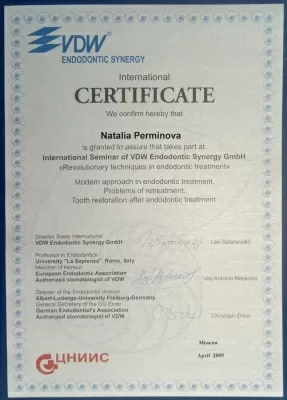 VDW®
ENDODONTIC SYNERGY
International
CERTIFICATE
We confirm hereby that
Natalia Perminova
is granted to assure that takes part at
International Seminar of VDW Endodontic Synergy GmbH
«Revolutionary techniques in endodontic treatment»
Modern approach in endodontic treatment.
Problems of retreatment.
Tooth restoration after endodontic treatment
Director Sales International
VDW Endodontic Synergy GmbH
Professor in Endodontics
University "La Sapienza", Rome, Italy
Member of Honour
European Endodontic Association
Authorized stomatologist of VDW
Director of the Endodontic division
Albert-Ludwigs-University Freiburg-Germany
General Secretary of the DG Endo
German Endodontist's Association
Authorized stomatologist of VDW
ЦНИИС
Moscow
April 2009